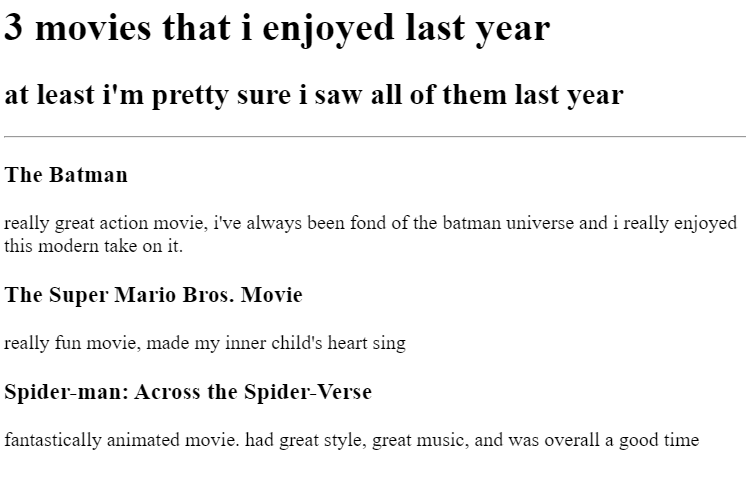 3 movies that i enjoyed last year
at least i'm pretty sure i saw all of them last year
The Batman
really great action movie, i've always been fond of the batman universe and i really enjoyed
this modern take on it.
The Super Mario Bros. Movie
really fun movie, made my inner child's heart sing
Spider-man: Across the Spider-Verse
fantastically animated movie. had great style, great music, and was overall a good time